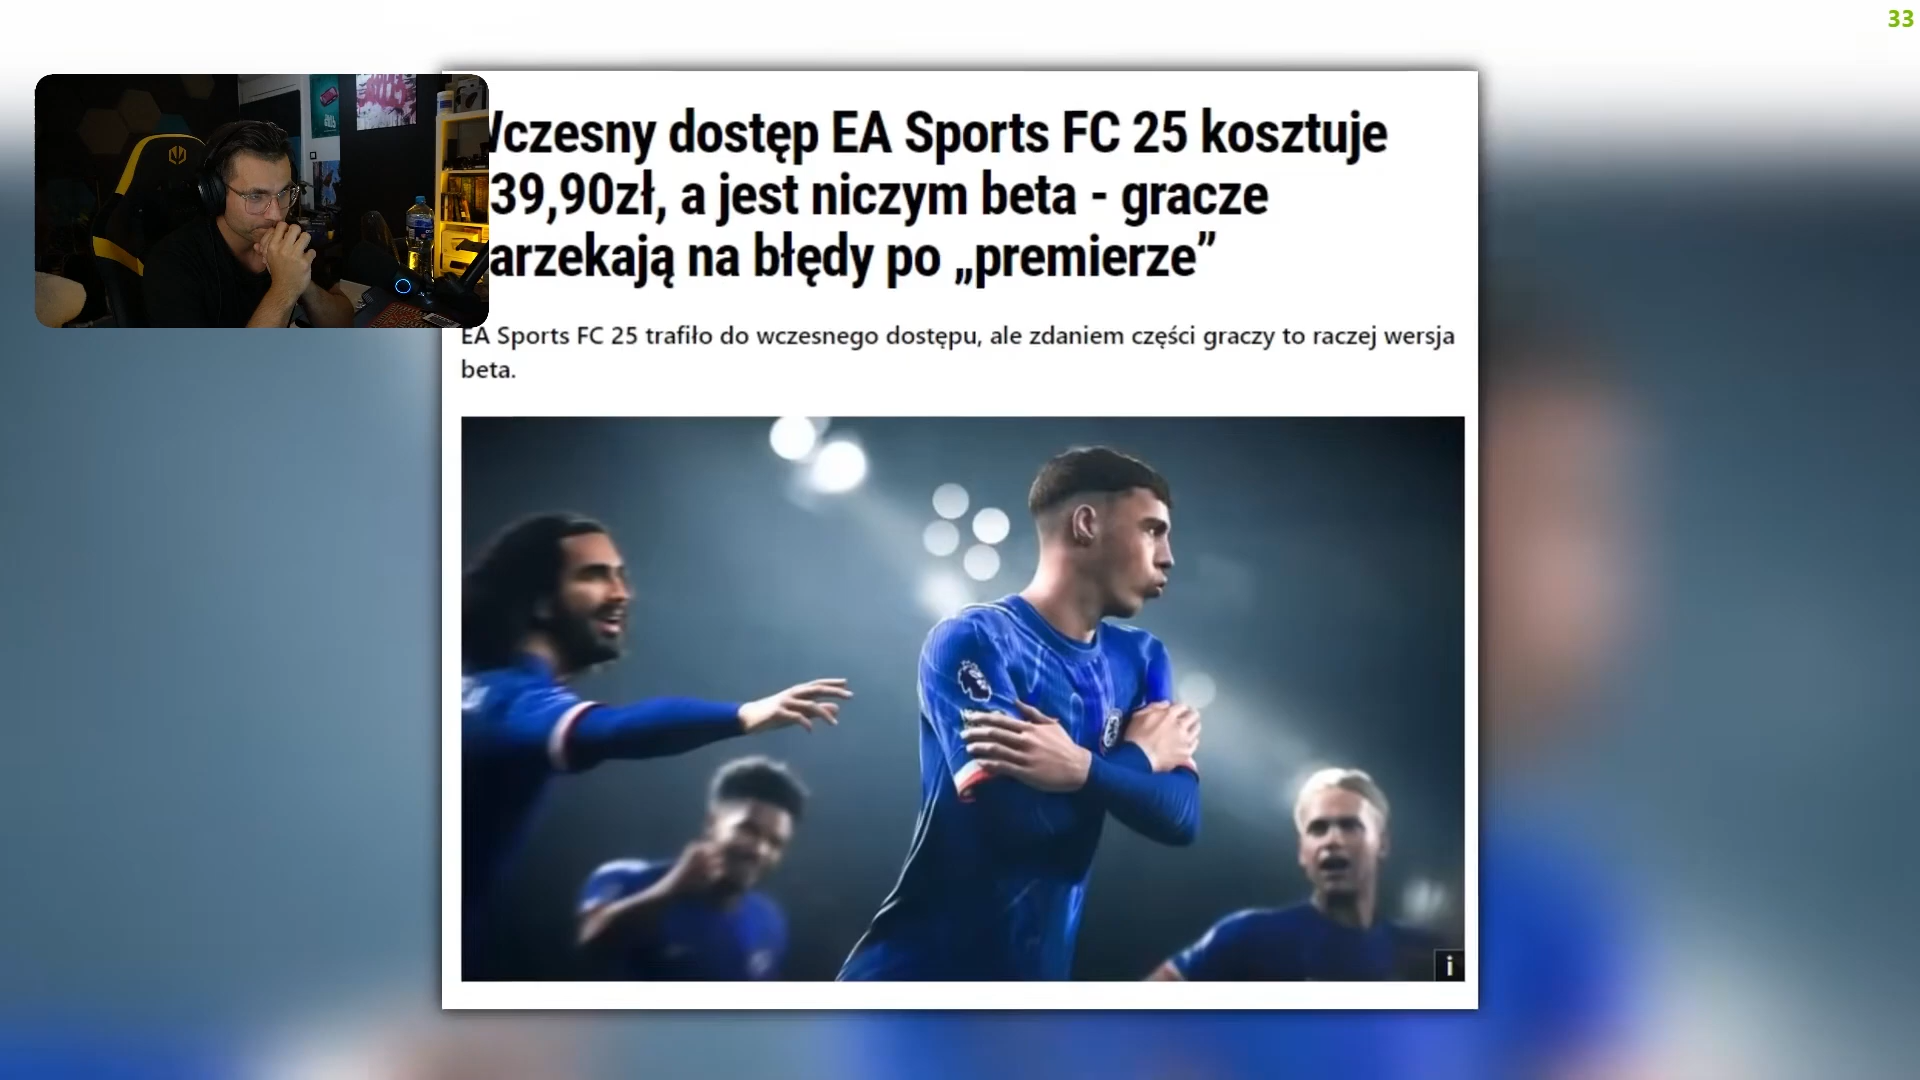 33
czesny dostęp EA Sports FC 25 kosztuje
39,90zł, a jest niczym beta - gracze
arzekają na błędy po „premierze”
EA Sports FC 25 trafiło do wczesnego dostępu, ale zdaniem części graczy to raczej wersja
beta.